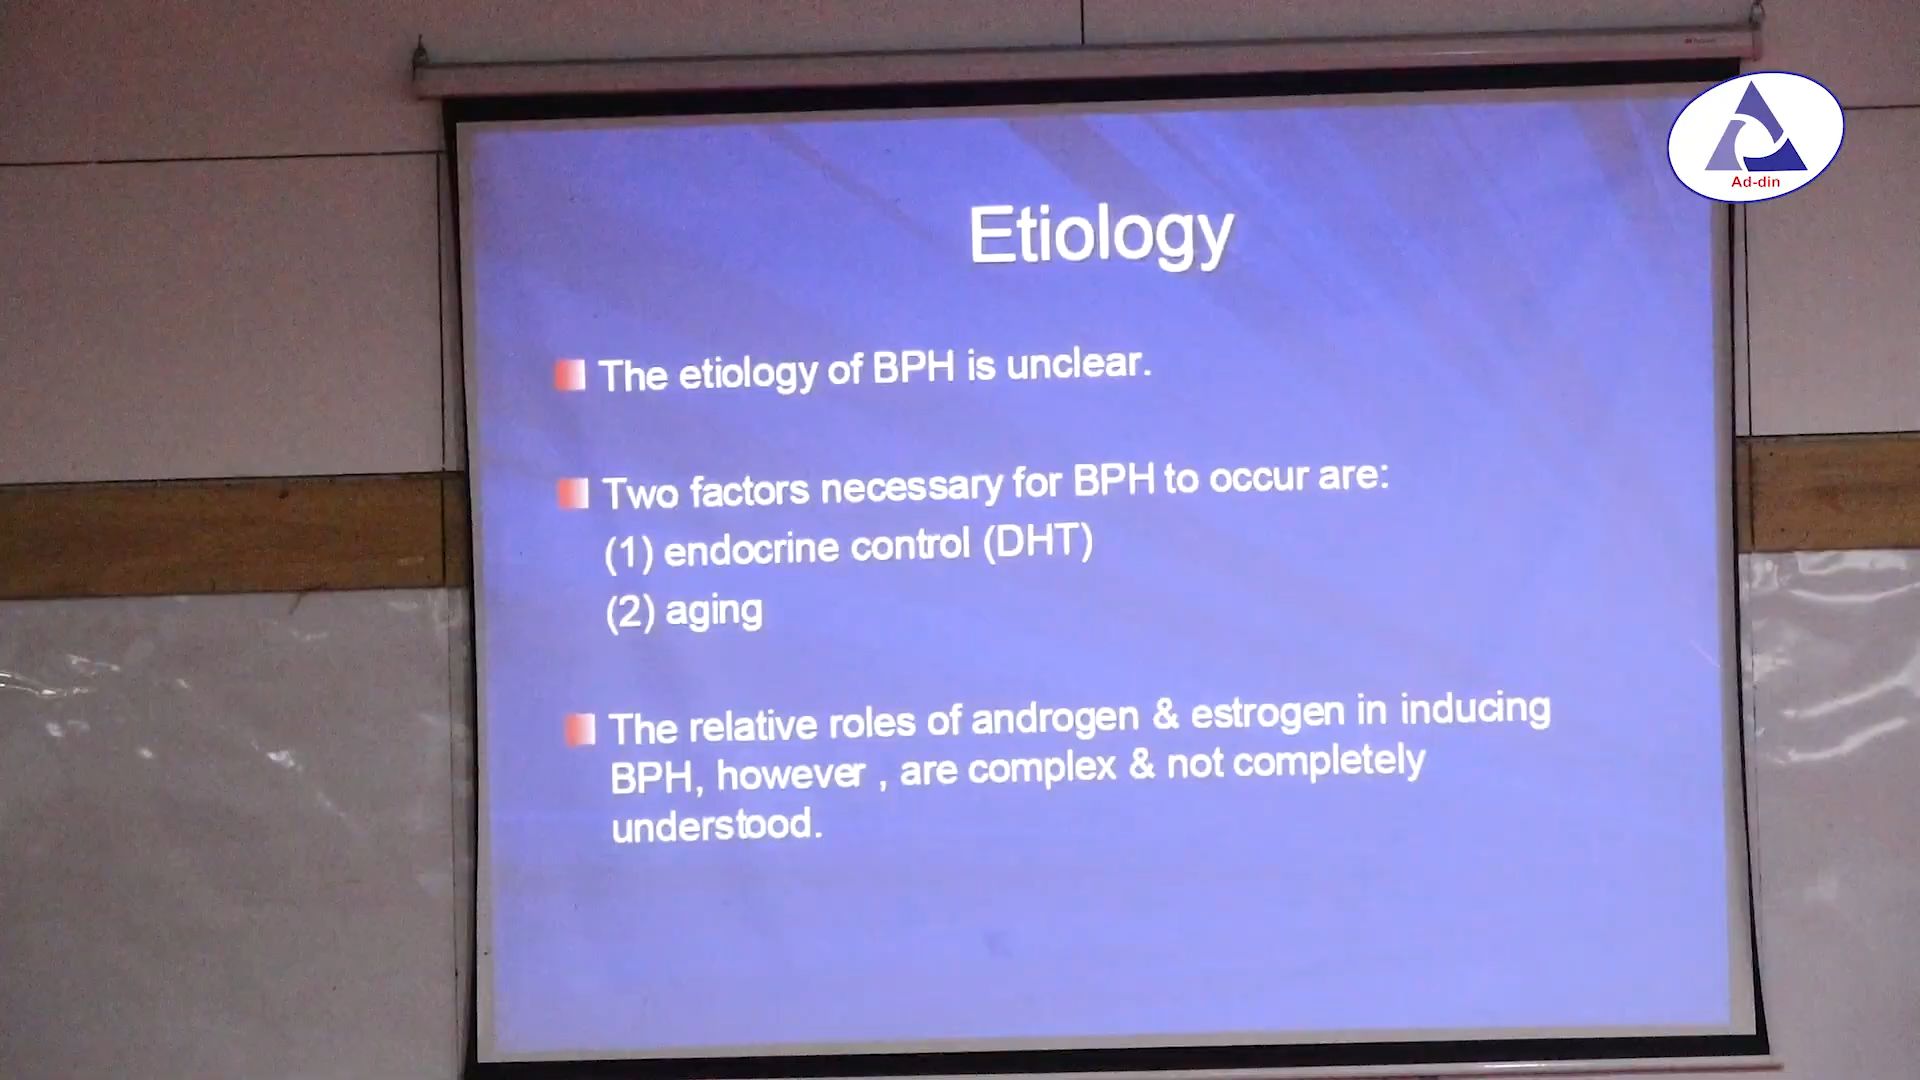 Ad-din
Etiology
The etiology of BPH is unclear.
Two factors necessary for BPH to occur are:
(1) endocrine control (DHT)
(2) aging
The relative roles of androgen & estrogen in inducing
BPH, however , are complex & not completely
understood.